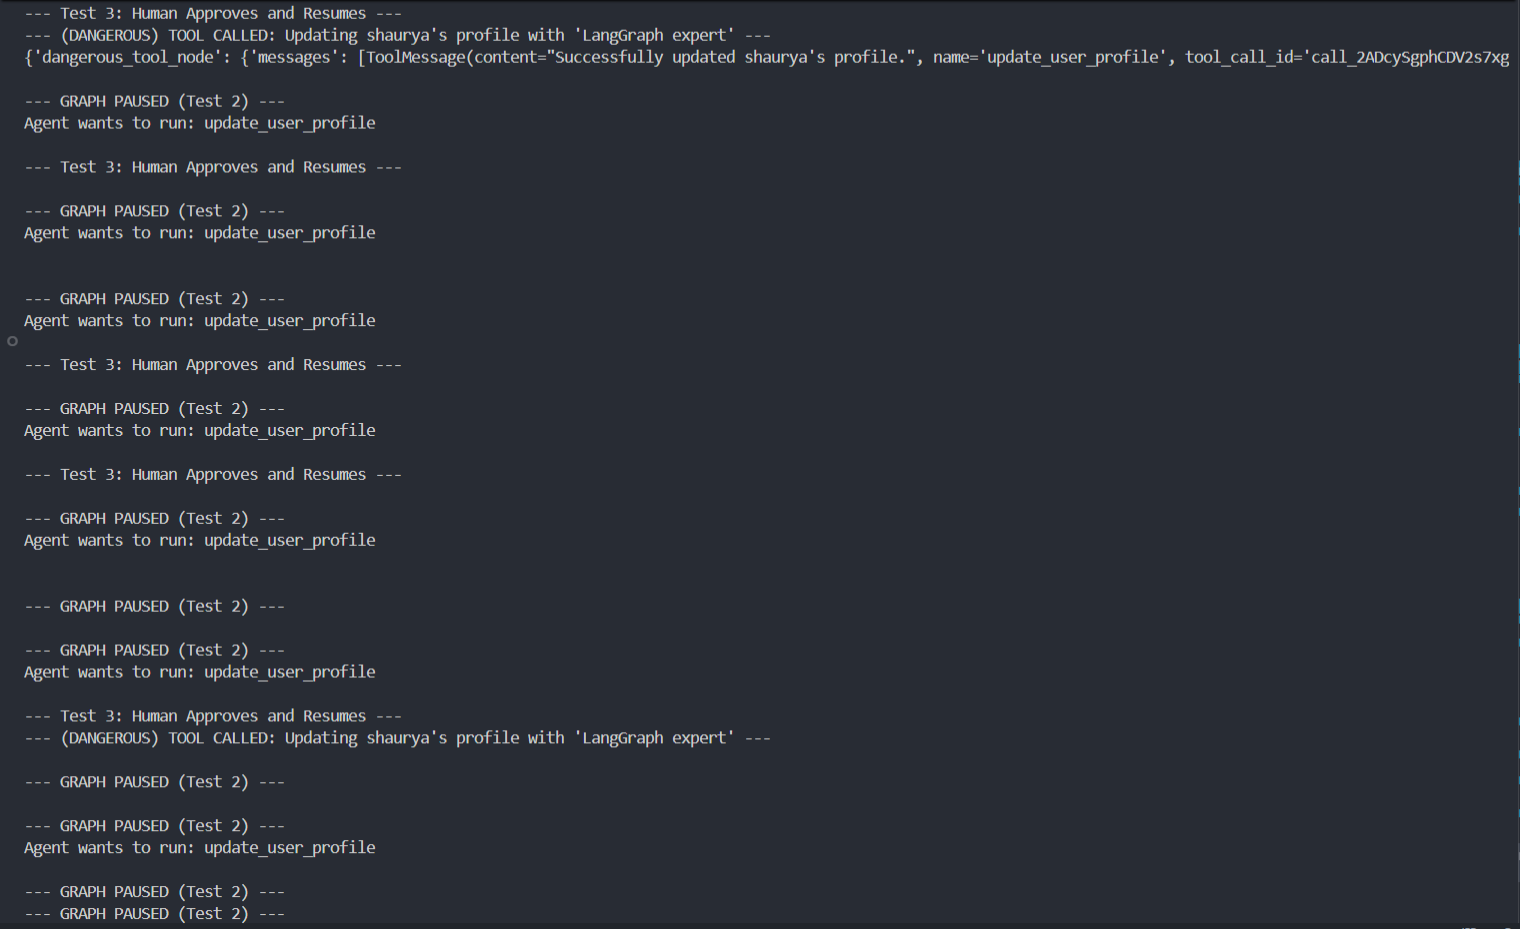 --- Test 3: Human Approves and Resumes ---
--- (DANGEROUS) TOOL CALLED: Updating shaurya's profile with 'LangGraph expert' ---
{'dangerous_tool_node': {'messages': [ToolMessage(content="Successfully updated shaurya's profile.", name='update_user_profile', tool_call_id='call_2ADcySgphCDV2s7xg
--- GRAPH PAUSED (Test 2) ---
Agent wants to run: update_user_profile
--- Test 3: Human Approves and Resumes ---
--- GRAPH PAUSED (Test 2) ---
Agent wants to run: update_user_profile
--- GRAPH PAUSED (Test 2) ---
Agent wants to run: update_user_profile
--- Test 3: Human Approves and Resumes ---
--- GRAPH PAUSED (Test 2) ---
Agent wants to run: update_user_profile
--- Test 3: Human Approves and Resumes ---
--- GRAPH PAUSED (Test 2) ---
Agent wants to run: update_user_profile
--- GRAPH PAUSED (Test 2) ---
--- GRAPH PAUSED (Test 2) ---
Agent wants to run: update_user_profile
--- Test 3: Human Approves and Resumes ---
--- (DANGEROUS) TOOL CALLED: Updating shaurya's profile with 'LangGraph expert' ---
--- GRAPH PAUSED (Test 2) ---
--- GRAPH PAUSED (Test 2) ---
Agent wants to run: update_user_profile
--- GRAPH PAUSED (Test 2) ---
--- GRAPH PAUSED (Test 2) ---